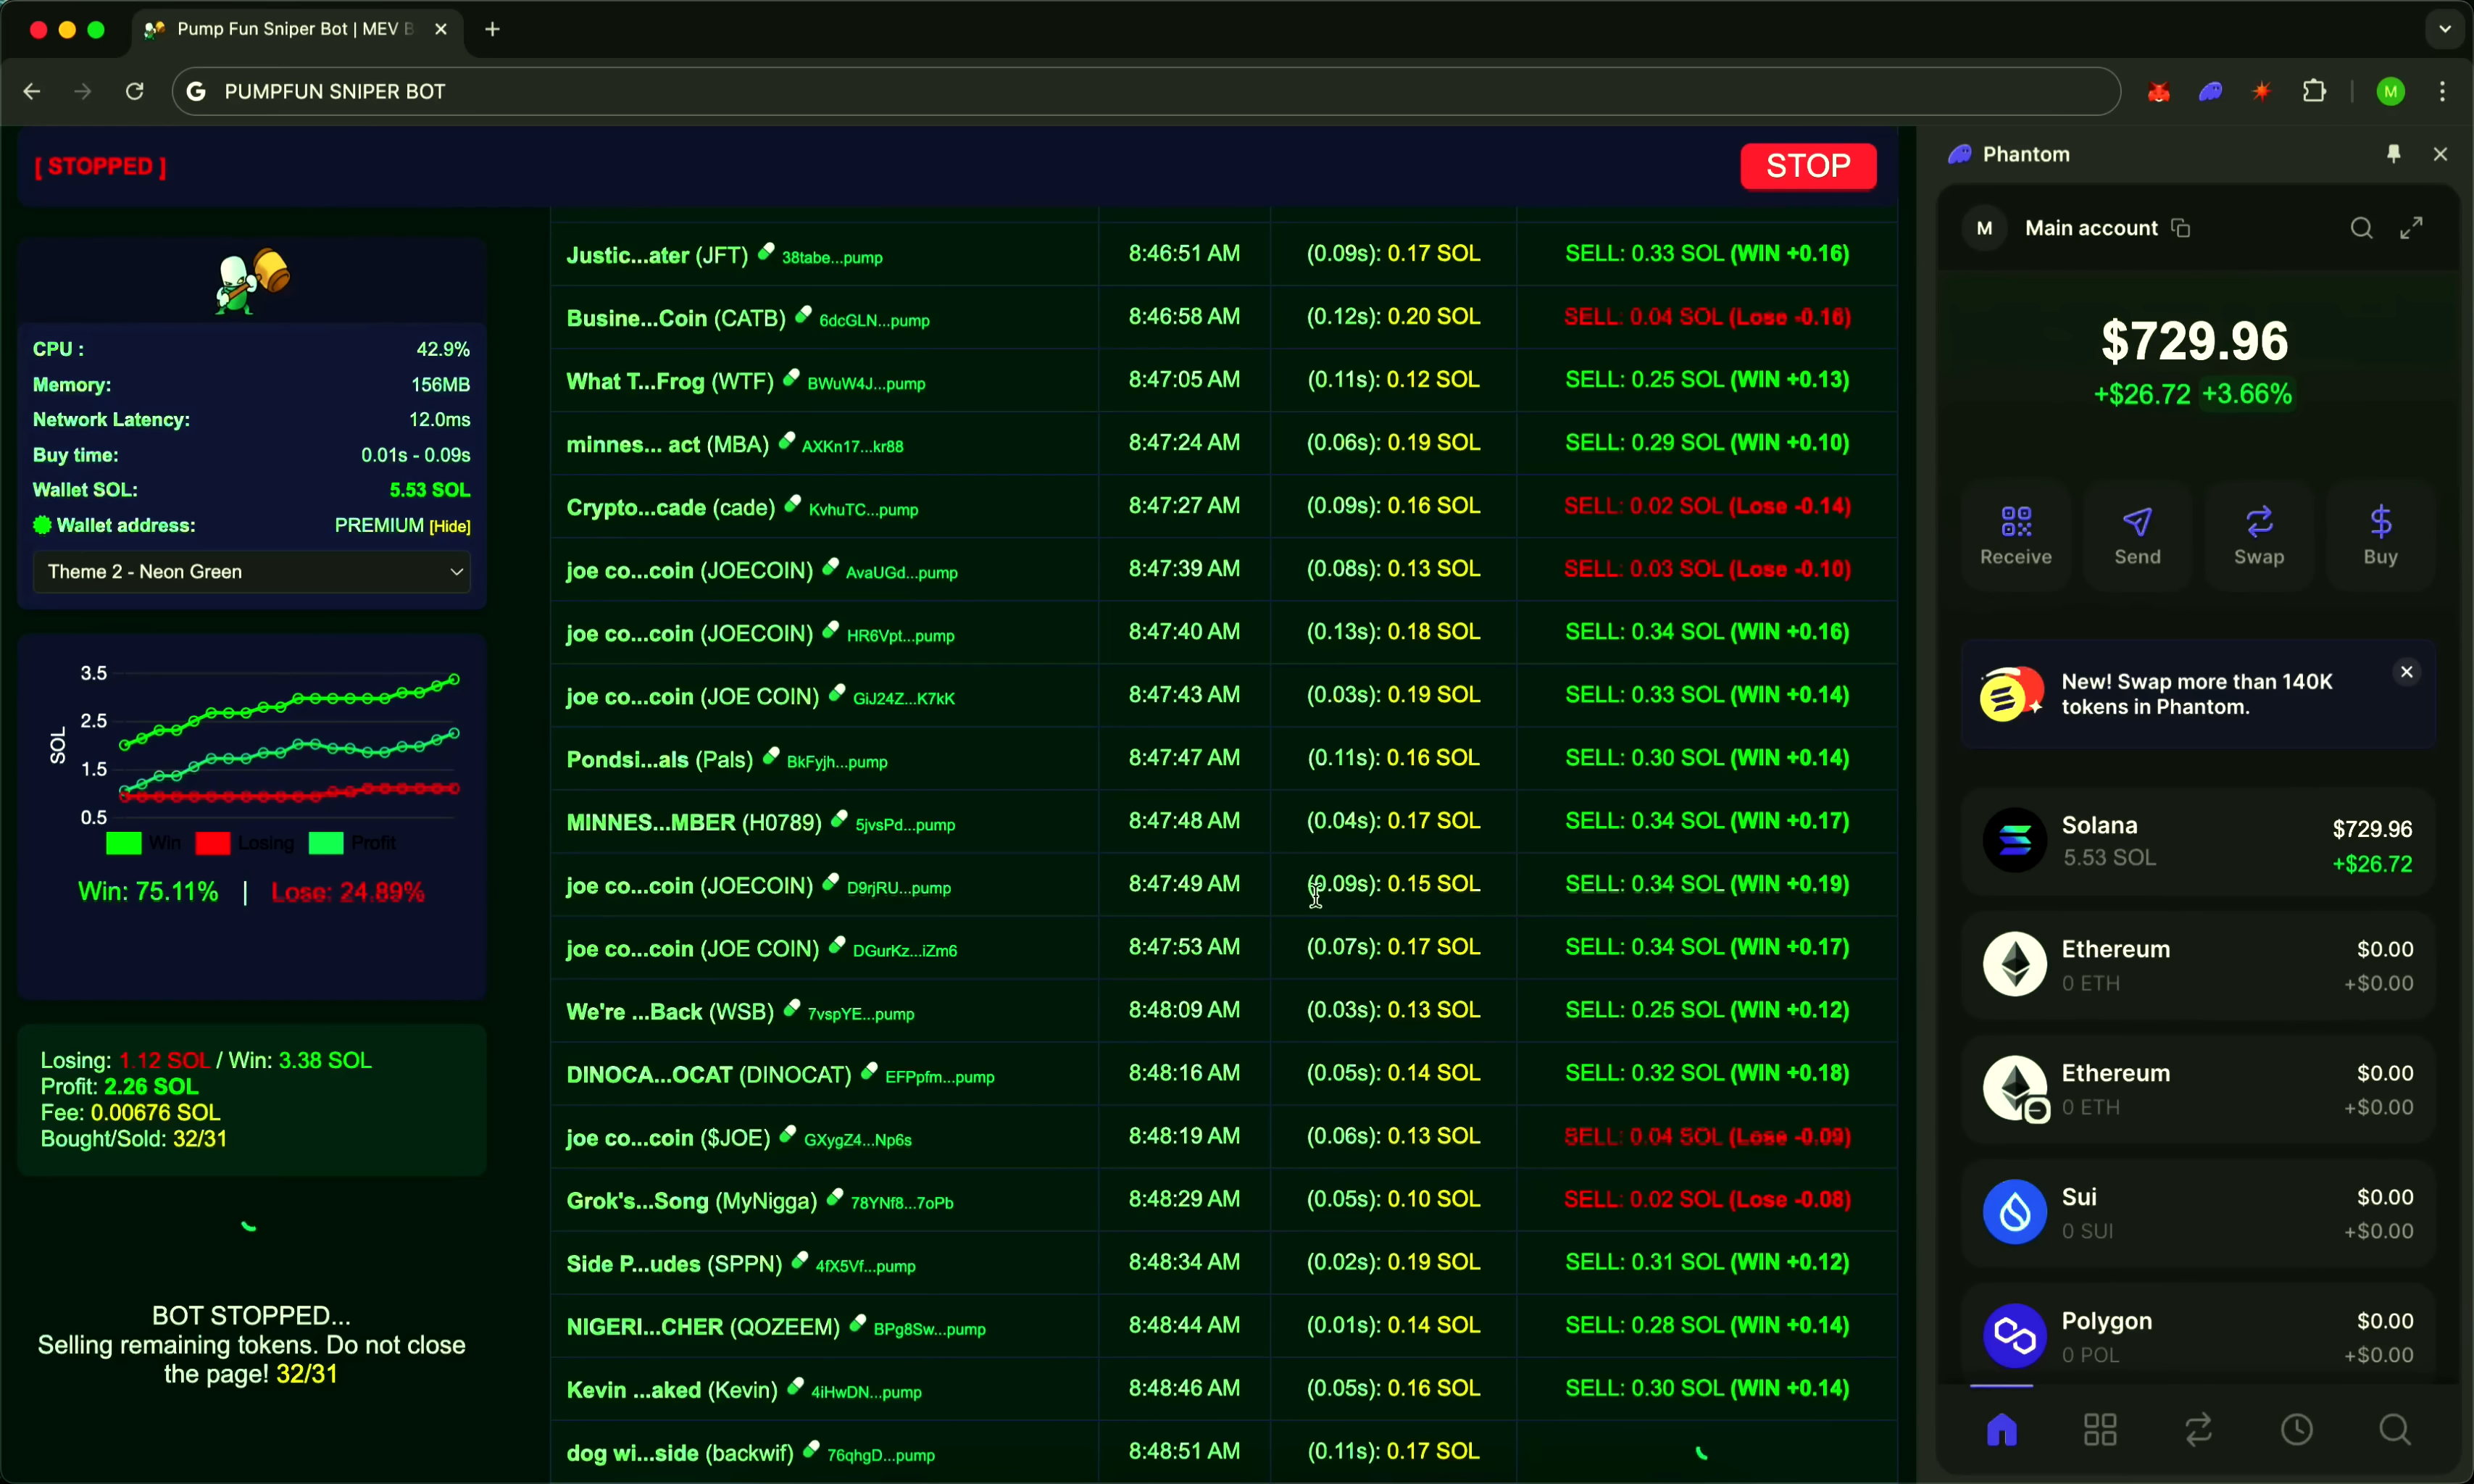 Pump Fun Sniper Bot | MEV B
PUMPFUN SNIPER BOT
M
[ STOPPED ]
STOP
CPU : 42.9%
Memory: 156MB
Network Latency: 12.0ms
Buy time: 0.01s - 0.09s
Wallet SOL: 5.53 SOL
Wallet address: PREMIUM [Hide]
Theme 2 - Neon Green
3.5
2.5
1.5
0.5
SOL
Win Losing Profit
Win: 75.11% | Lose: 24.89%
Losing: 1.12 SOL / Win: 3.38 SOL
Profit: 2.26 SOL
Fee: 0.00676 SOL
Bought/Sold: 32/31
BOT STOPPED...
Selling remaining tokens. Do not close
the page! 32/31
Justic...ater (JFT) 38tabe...pump 8:46:51 AM (0.09s): 0.17 SOL SELL: 0.33 SOL (WIN +0.16)
Busine...Coin (CATB) 6dcGLN...pump 8:46:58 AM (0.12s): 0.20 SOL SELL: 0.04 SOL (Lose -0.16)
What T...Frog (WTF) BWuW4J...pump 8:47:05 AM (0.11s): 0.12 SOL SELL: 0.25 SOL (WIN +0.13)
minnes... act (MBA) AXKn17...kr88 8:47:24 AM (0.06s): 0.19 SOL SELL: 0.29 SOL (WIN +0.10)
Crypto...cade (cade) KvhuTC...pump 8:47:27 AM (0.09s): 0.16 SOL SELL: 0.02 SOL (Lose -0.14)
joe co...coin (JOECOIN) AvaUGd...pump 8:47:39 AM (0.08s): 0.13 SOL SELL: 0.03 SOL (Lose -0.10)
joe co...coin (JOECOIN) HR6Vpt...pump 8:47:40 AM (0.13s): 0.18 SOL SELL: 0.34 SOL (WIN +0.16)
joe co...coin (JOE COIN) GiJ24Z...K7kK 8:47:43 AM (0.03s): 0.19 SOL SELL: 0.33 SOL (WIN +0.14)
Pondsi...als (Pals) BkFyjh...pump 8:47:47 AM (0.11s): 0.16 SOL SELL: 0.30 SOL (WIN +0.14)
MINNES...MBER (H0789) 5jvsPd...pump 8:47:48 AM (0.04s): 0.17 SOL SELL: 0.34 SOL (WIN +0.17)
joe co...coin (JOECOIN) D9rjRU...pump 8:47:49 AM (0.09s): 0.15 SOL SELL: 0.34 SOL (WIN +0.19)
joe co...coin (JOE COIN) DGurKz...iZm6 8:47:53 AM (0.07s): 0.17 SOL SELL: 0.34 SOL (WIN +0.17)
We're ...Back (WSB) 7vspYE...pump 8:48:09 AM (0.03s): 0.13 SOL SELL: 0.25 SOL (WIN +0.12)
DINOCA...OCAT (DINOCAT) EFPpfm...pump 8:48:16 AM (0.05s): 0.14 SOL SELL: 0.32 SOL (WIN +0.18)
joe co...coin ($JOE) GXygZ4...Np6s 8:48:19 AM (0.06s): 0.13 SOL SELL: 0.04 SOL (Lose -0.09)
Grok's...Song (MyNigga) 78YNf8...7oPb 8:48:29 AM (0.05s): 0.10 SOL SELL: 0.02 SOL (Lose -0.08)
Side P...udes (SPPN) 4fX5Vf...pump 8:48:34 AM (0.02s): 0.19 SOL SELL: 0.31 SOL (WIN +0.12)
NIGERI...CHER (QOZEEM) BPg8Sw...pump 8:48:44 AM (0.01s): 0.14 SOL SELL: 0.28 SOL (WIN +0.14)
Kevin ...aked (Kevin) 4iHwDN...pump 8:48:46 AM (0.05s): 0.16 SOL SELL: 0.30 SOL (WIN +0.14)
dog wi...side (backwif) 76qhgD...pump 8:48:51 AM (0.11s): 0.17 SOL
Phantom
M Main account
$729.96
+$26.72 +3.66%
Receive Send Swap Buy
New! Swap more than 140K
tokens in Phantom.
Solana $729.96
5.53 SOL +$26.72
Ethereum $0.00
0 ETH +$0.00
Ethereum $0.00
0 ETH +$0.00
Sui $0.00
0 SUI +$0.00
Polygon $0.00
0 POL +$0.00